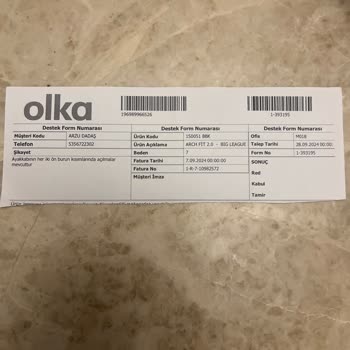 olka
196989966526
1-393195
Destek Form Numarası
Destek Form Numarası
Destek Form Numarası
Müşteri Kodu ARZU DADAŞ
Ürün Kodu 150051 BBK
Ofis M018
Telefon 5356722302
Ürün Açıklama ARCH FIT 2.0 - BIG LEAGUE
Talep Tarihi 28.09.2024 00:00:
Şikayet
Beden 7
Form No 1-393195
Ayakkabının her iki ön burun kısımlarında açılmalar
mevcuttur
Fatura Tarihi 7.09.2024 00:00:00
SONUÇ
Fatura No 1-R-7-10982572
Red
Müşteri İmza
Kabul
Tamir